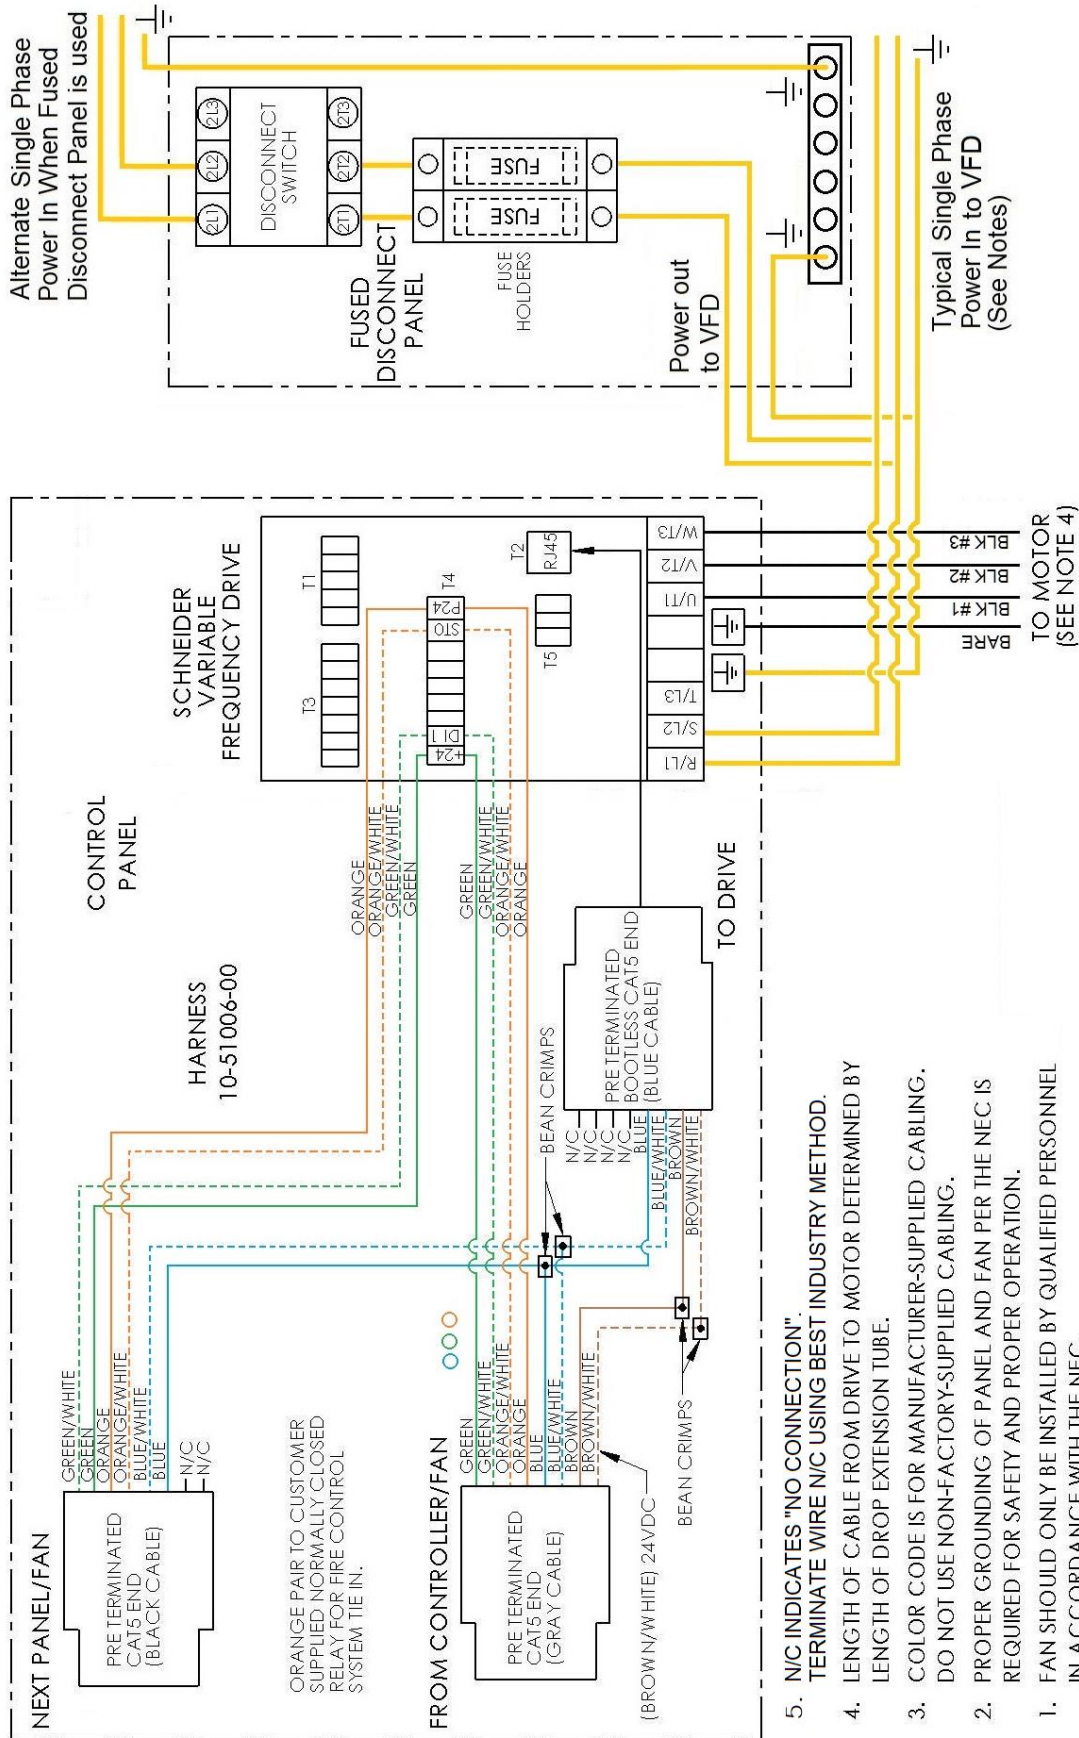 NEXT PANEL/FAN
PRETERMINATED
CAT5 END
(BLACK CABLE)
GREEN/WHITE
GREEN
ORANGE
ORANGE/WHITE
BLUE/WHITE
BLUE
N/C
N/C
ORANGE PAIR TO CUSTOMER
SUPPLIED NORMALLY CLOSED
RELAY FOR FIRE CONTROL
SYSTEM TIE IN.
FROM CONTROLLER/FAN
PRETERMINATED
CAT5 END
(GRAY CABLE)
GREEN
GREEN/WHITE
ORANGE/WHITE
ORANGE
BLUE
BLUE/WHITE
BROWN
BROWN/WHITE
(BROWN/WHITE) 24VDC
BEAN CRIMPS
HARNESS
10-51006-00
CONTROL
PANEL
BEAN CRIMPS
N/C
N/C
N/C
N/C
BLUE
BLUE/WHITE
BROWN
BROWN/WHITE
PRETERMINATED
BOOTLESS CAT5 END
(BLUE CABLE)
TO DRIVE
ORANGE
ORANGE/WHITE
GREEN/WHITE
GREEN
GREEN
GREEN/WHITE
ORANGE/WHITE
ORANGE
SCHNEIDER
VARIABLE
FREQUENCY DRIVE
T3
T1
+24
DI1
STO
P24
T4
T5
T2
RJ45
R/L1
S/L2
T/L3
U/T1
V/T2
W/T3
BARE
BLK #1
BLK #2
BLK #3
TO MOTOR
(SEE NOTE 4)
Alternate Single Phase
Power In When Fused
Disconnect Panel is used
2L1
2L2
2L3
DISCONNECT
SWITCH
2T1
2T2
2T3
FUSED
DISCONNECT
PANEL
FUSE
FUSE
FUSE
HOLDERS
Power out
to VFD
Typical Single Phase
Power In to VFD
(See Notes)
5. N/C INDICATES "NO CONNECTION".
TERMINATE WIRE N/C USING BEST INDUSTRY METHOD.
4. LENGTH OF CABLE FROM DRIVE TO MOTOR DETERMINED BY
LENGTH OF DROP EXTENSION TUBE.
3. COLOR CODE IS FOR MANUFACTURER-SUPPLIED CABLING.
DO NOT USE NON-FACTORY-SUPPLIED CABLING.
2. PROPER GROUNDING OF PANEL AND FAN PER THE NEC IS
REQUIRED FOR SAFETY AND PROPER OPERATION.
1. FAN SHOULD ONLY BE INSTALLED BY QUALIFIED PERSONNEL
IN ACCORDANCE WITH THE NEC